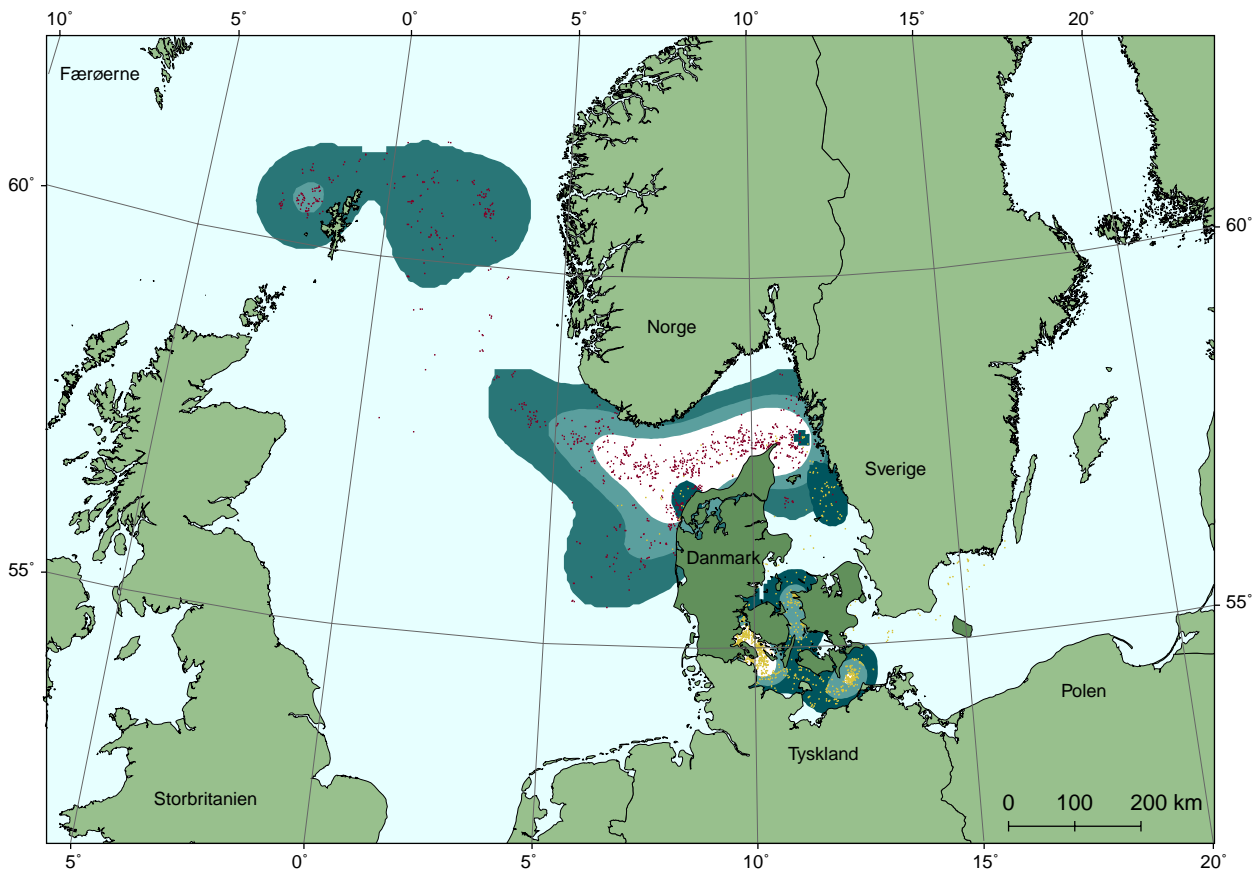 10˚ 5˚ 0˚ 5˚ 10˚ 15˚ 20˚
Færøerne
60˚
60˚
Norge
Sverige
Danmark
55˚
55˚
Polen
Tyskland
Storbritanien
0 100 200 km
5˚ 0˚ 5˚ 10˚ 15˚ 20˚